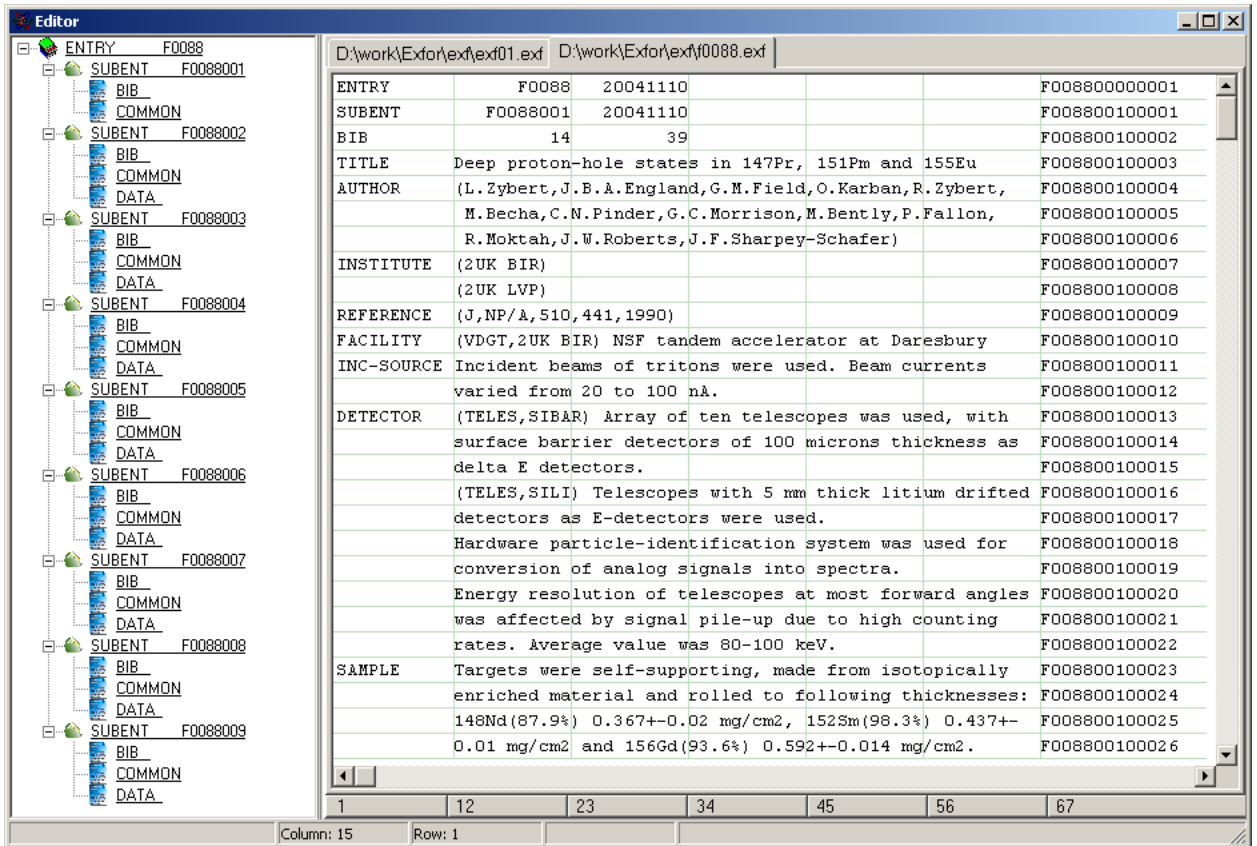 Editor
ENTRY F0088
SUBENT F0088001
BIB
COMMON
SUBENT F0088002
BIB
COMMON
DATA
SUBENT F0088003
BIB
COMMON
DATA
SUBENT F0088004
BIB
COMMON
DATA
SUBENT F0088005
BIB
COMMON
DATA
SUBENT F0088006
BIB
COMMON
DATA
SUBENT F0088007
BIB
COMMON
DATA
SUBENT F0088008
BIB
COMMON
DATA
SUBENT F0088009
BIB
COMMON
DATA
D:\work\Exfor\exf\exf01.exf D:\work\Exfor\exf\f0088.exf
ENTRY F0088 20041110 F008800000001
SUBENT F0088001 20041110 F008800100001
BIB 14 39 F008800100002
TITLE Deep proton-hole states in 147Pr, 151Pm and 155Eu F008800100003
AUTHOR (L.Zybert,J.B.A.England,G.M.Field,O.Karban,R.Zybert, F008800100004
M.Becha,C.N.Pinder,G.C.Morrison,M.Bently,P.Fallon, F008800100005
R.Moktah,J.W.Roberts,J.F.Sharpey-Schafer) F008800100006
INSTITUTE (2UK BIR) F008800100007
(2UK LVP) F008800100008
REFERENCE (J,NP/A,510,441,1990) F008800100009
FACILITY (VDGT,2UK BIR) NSF tandem accelerator at Daresbury F008800100010
INC-SOURCE Incident beams of tritons were used. Beam currents F008800100011
varied from 20 to 100 nA. F008800100012
DETECTOR (TELES,SIBAR) Array of ten telescopes was used, with F008800100013
surface barrier detectors of 100 microns thickness as F008800100014
delta E detectors. F008800100015
(TELES,SILI) Telescopes with 5 mm thick litium drifted F008800100016
detectors as E-detectors were used. F008800100017
Hardware particle-identification system was used for F008800100018
conversion of analog signals into spectra. F008800100019
Energy resolution of telescopes at most forward angles F008800100020
was affected by signal pile-up due to high counting F008800100021
rates. Average value was 80-100 keV. F008800100022
SAMPLE Targets were self-supporting, made from isotopically F008800100023
enriched material and rolled to following thicknesses: F008800100024
148Nd(87.9%) 0.367+-0.02 mg/cm2, 152Sm(98.3%) 0.437+- F008800100025
0.01 mg/cm2 and 156Gd(93.6%) 0.592+-0.014 mg/cm2. F008800100026
1 12 23 34 45 56 67
Column: 15 Row: 1